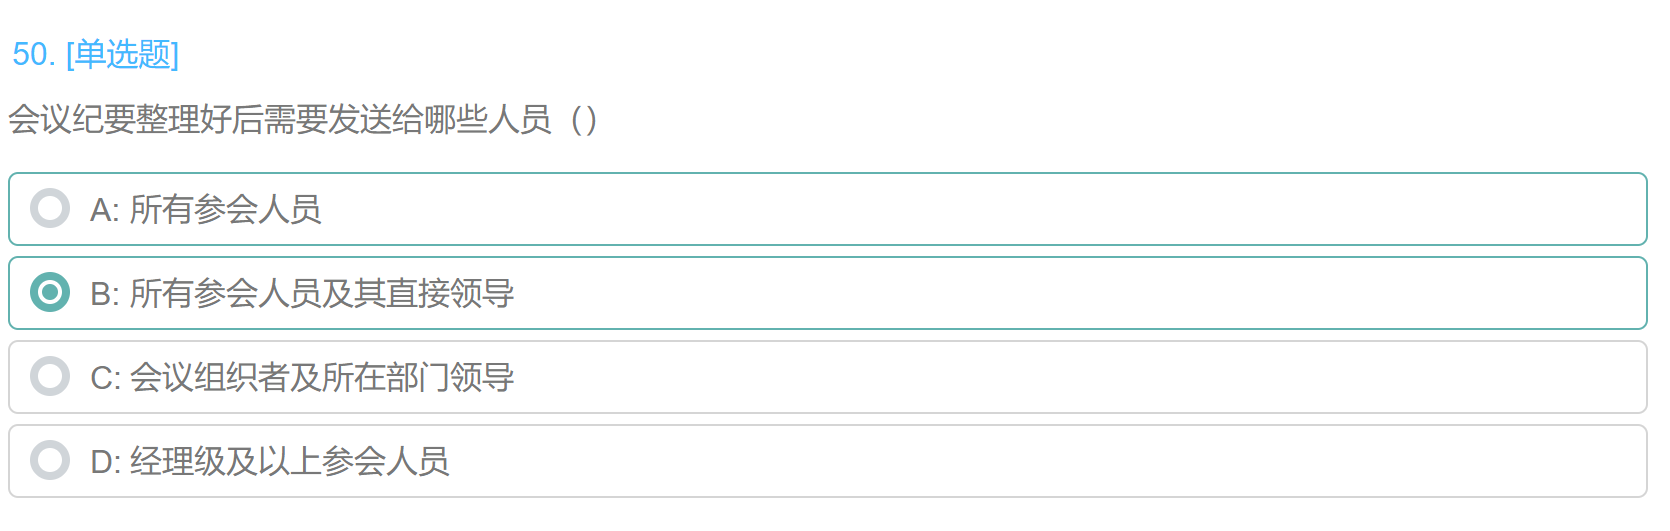 50. [单选题]
会议纪要整理好后需要发送给哪些人员（）
A: 所有参会人员
B: 所有参会人员及其直接领导
C: 会议组织者及所在部门领导
D: 经理级及以上参会人员